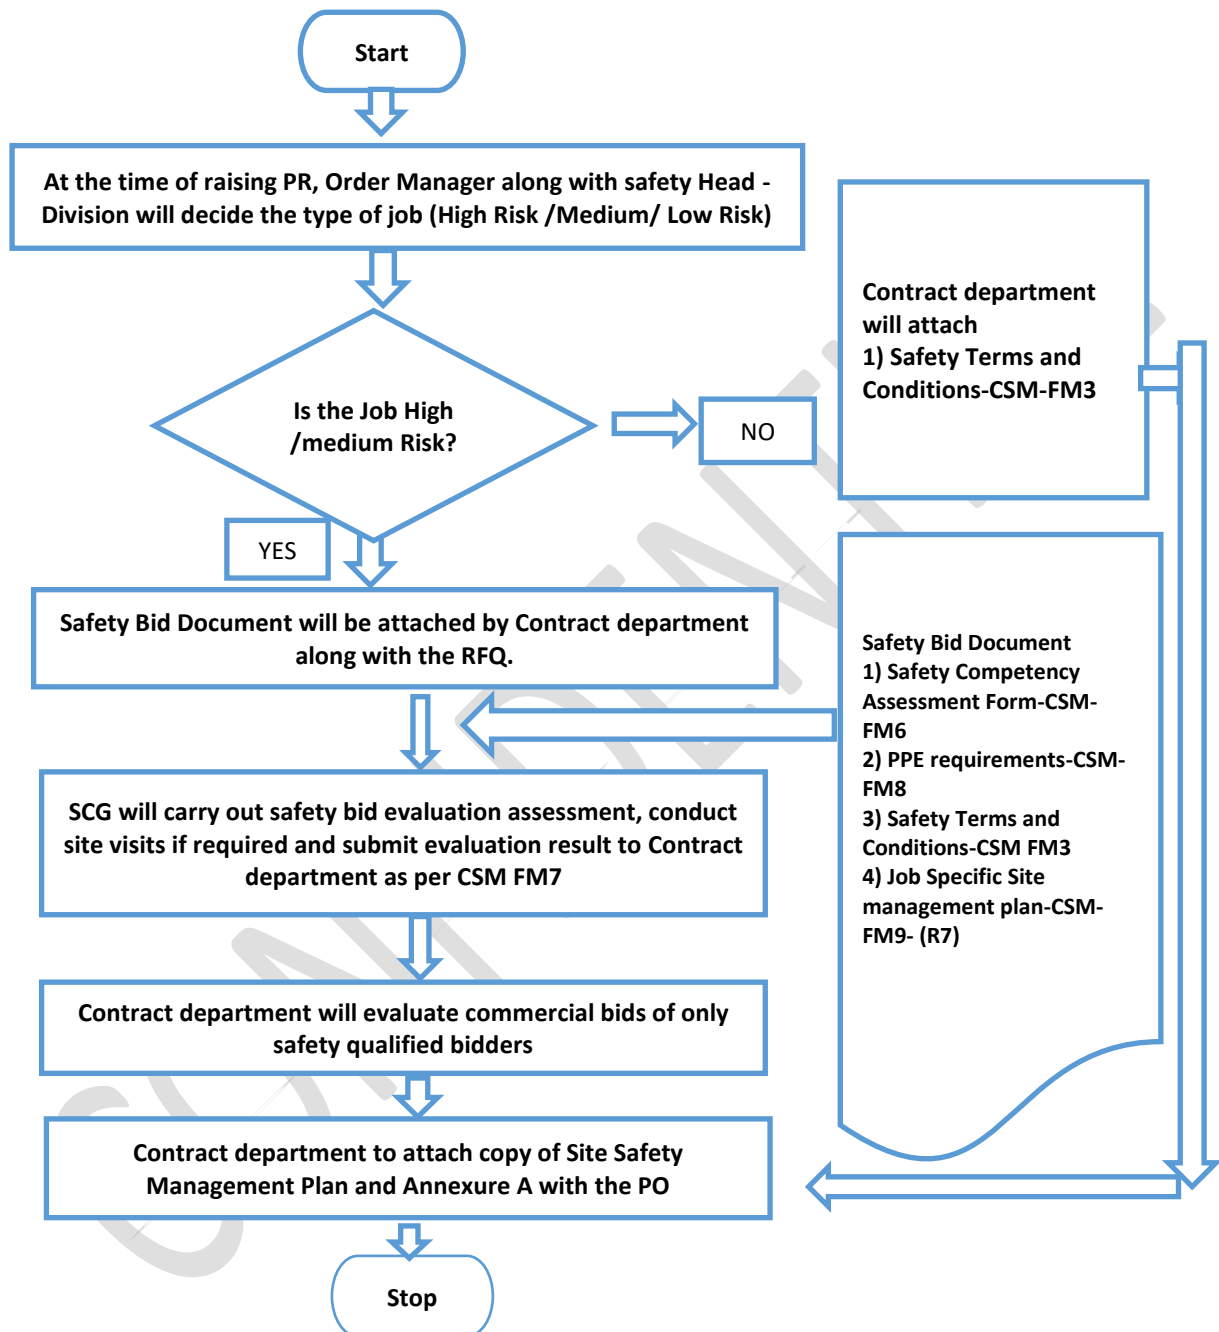 Start
At the time of raising PR, Order Manager along with safety Head -
Division will decide the type of job (High Risk /Medium/ Low Risk)
Is the Job High
/medium Risk?
NO
Contract department
will attach
1) Safety Terms and
Conditions-CSM-FM3
YES
Safety Bid Document will be attached by Contract department
along with the RFQ.
Safety Bid Document
1) Safety Competency
Assessment Form-CSM-
FM6
2) PPE requirements-CSM-
FM8
3) Safety Terms and
Conditions-CSM FM3
4) Job Specific Site
management plan-CSM-
FM9- (R7)
SCG will carry out safety bid evaluation assessment, conduct
site visits if required and submit evaluation result to Contract
department as per CSM FM7
Contract department will evaluate commercial bids of only
safety qualified bidders
Contract department to attach copy of Site Safety
Management Plan and Annexure A with the PO
Stop